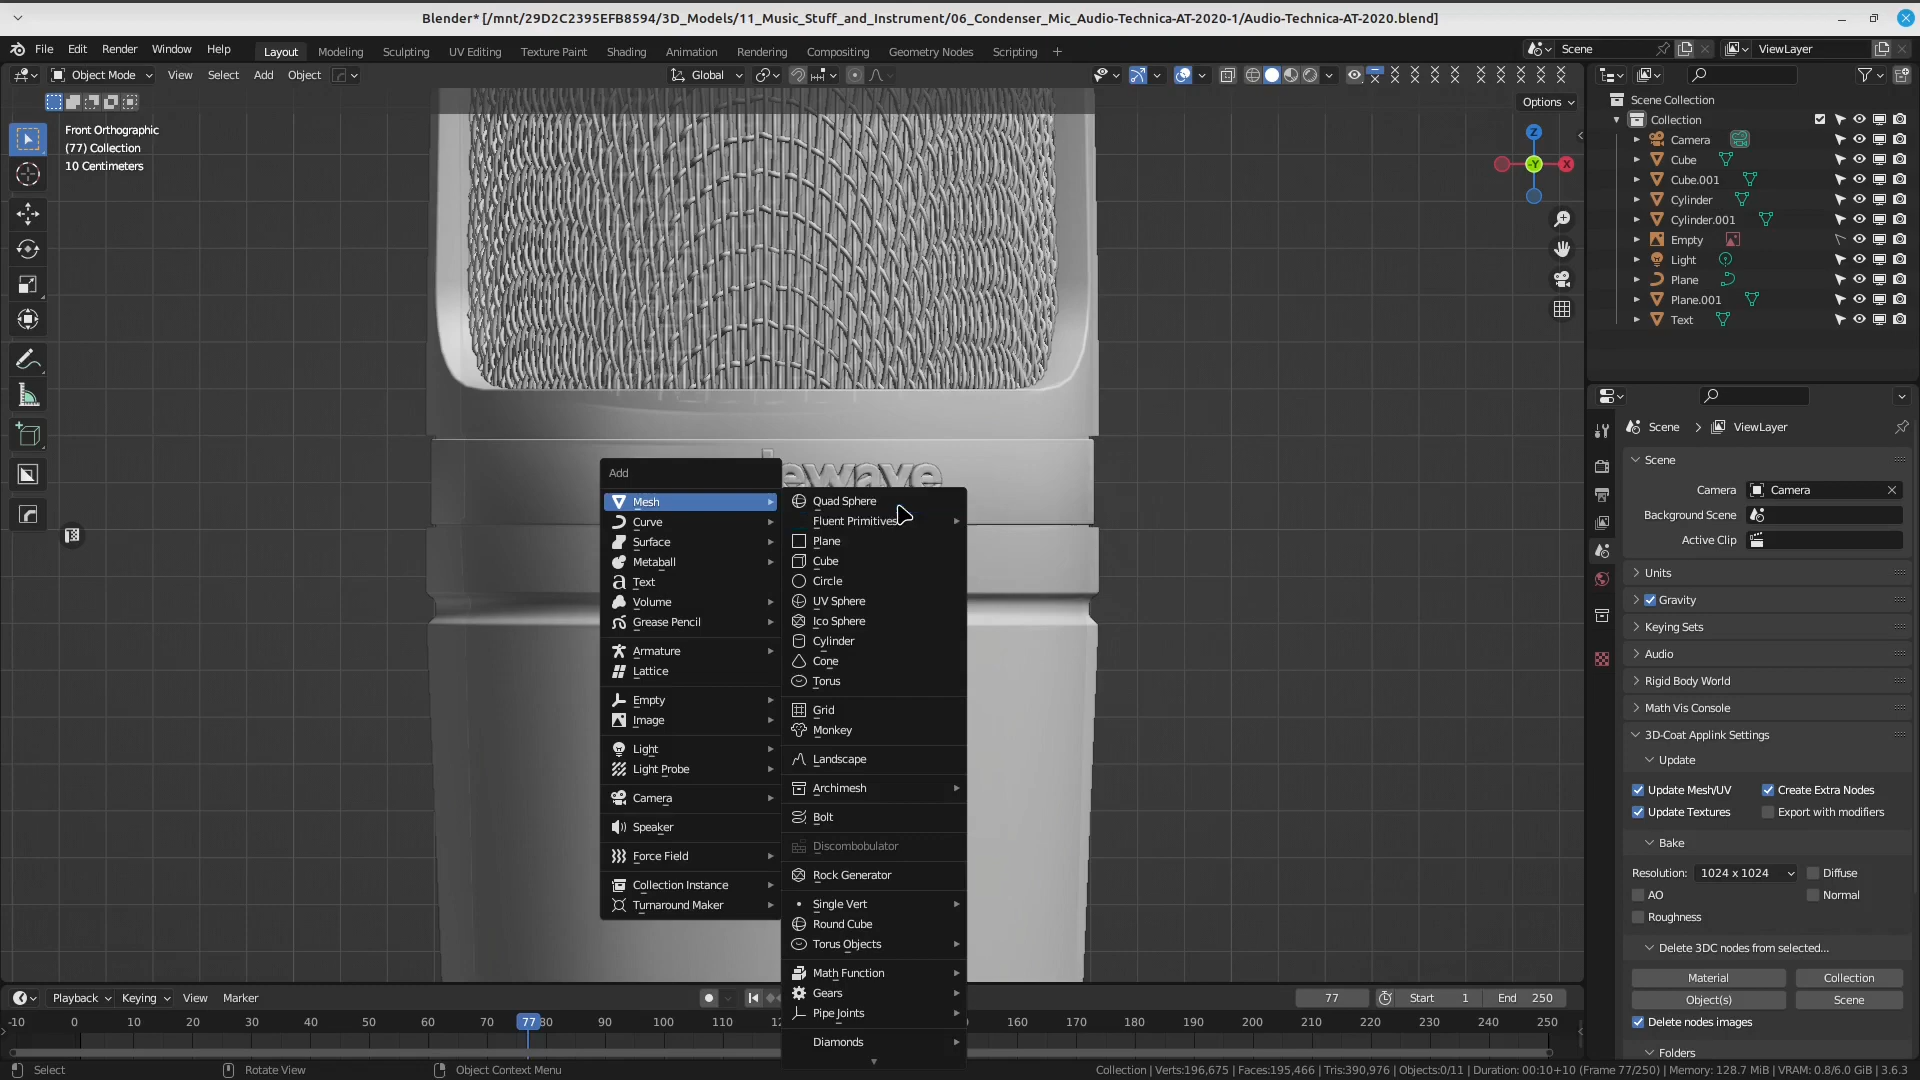 Blender* [/mnt/29D2C2395EFB8594/3D_Models/11_Music_Stuff_and_Instrument/06_Condenser_Mic_Audio-Technica-AT-2020-1/Audio-Technica-AT-2020.blend]
File Edit Render Window Help Layout Modeling Sculpting UV Editing Texture Paint Shading Animation Rendering Compositing Geometry Nodes Scripting + Scene ViewLayer
Object Mode View Select Add Object Global
Options
Front Orthographic
(77) Collection
10 Centimeters
Z
-Y
X
Scene Collection
Collection
Camera
Cube
Cube.001
Cylinder
Cylinder.001
Empty
Light
Plane
Plane.001
Text
ewave
Add
Mesh
Curve
Surface
Metaball
Text
Volume
Grease Pencil
Armature
Lattice
Empty
Image
Light
Light Probe
Camera
Speaker
Force Field
Collection Instance
Turnaround Maker
Quad Sphere
Fluent Primitives
Plane
Cube
Circle
UV Sphere
Ico Sphere
Cylinder
Cone
Torus
Grid
Monkey
Landscape
Archimesh
Bolt
Discombobulator
Rock Generator
Single Vert
Round Cube
Torus Objects
Math Function
Gears
Pipe Joints
Diamonds
Scene ViewLayer
Scene
Camera Camera
Background Scene
Active Clip
Units
Gravity
Keying Sets
Audio
Rigid Body World
Math Vis Console
3D-Coat Applink Settings
Update
Update Mesh/UV Create Extra Nodes
Update Textures Export with modifiers
Bake
Resolution: 1024 x 1024 Diffuse
AO Normal
Roughness
Delete 3DC nodes from selected...
Material Collection
Object(s) Scene
Delete nodes images
Folders
Playback Keying View Marker 77 Start 1 End 250
-10 0 10 20 30 40 50 60 70 77 80 90 100 110 160 170 180 190 200 210 220 230 240 250
Select Rotate View Object Context Menu Collection | Verts:196,675 | Faces:195,466 | Tris:390,976 | Objects:0/11 | Duration: 00:10+10 (Frame 77/250) | Memory: 128.7 MiB | VRAM: 0.8/6.0 GiB | 3.6.3